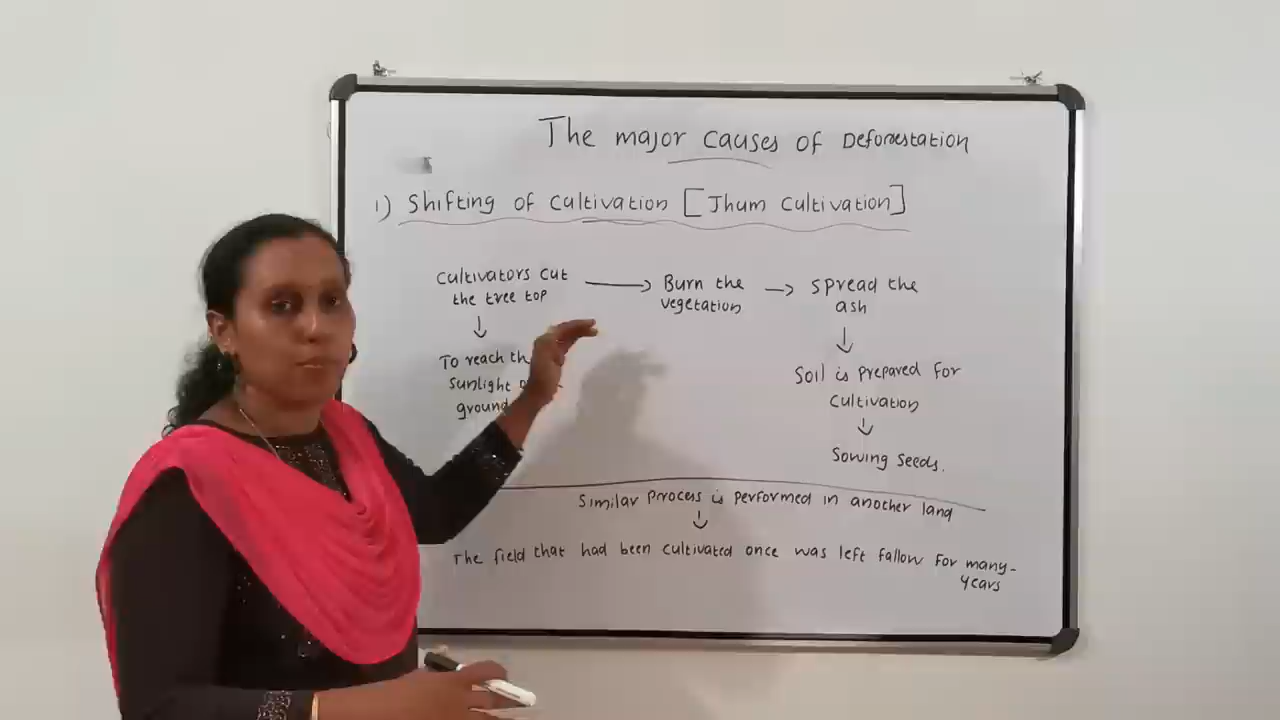 The major causes of Deforestation
1) Shifting of cultivation [Jhum cultivation]
Cultivators cut
the tree top
→ Burn the
vegetation
→ spread the
ash
↓
To reach
sunlight
ground
↓
Soil is prepared for
cultivation
↓
Sowing seeds.
Similar process is performed in another land
↓
The field that had been cultivated once was left fallow for many-
years